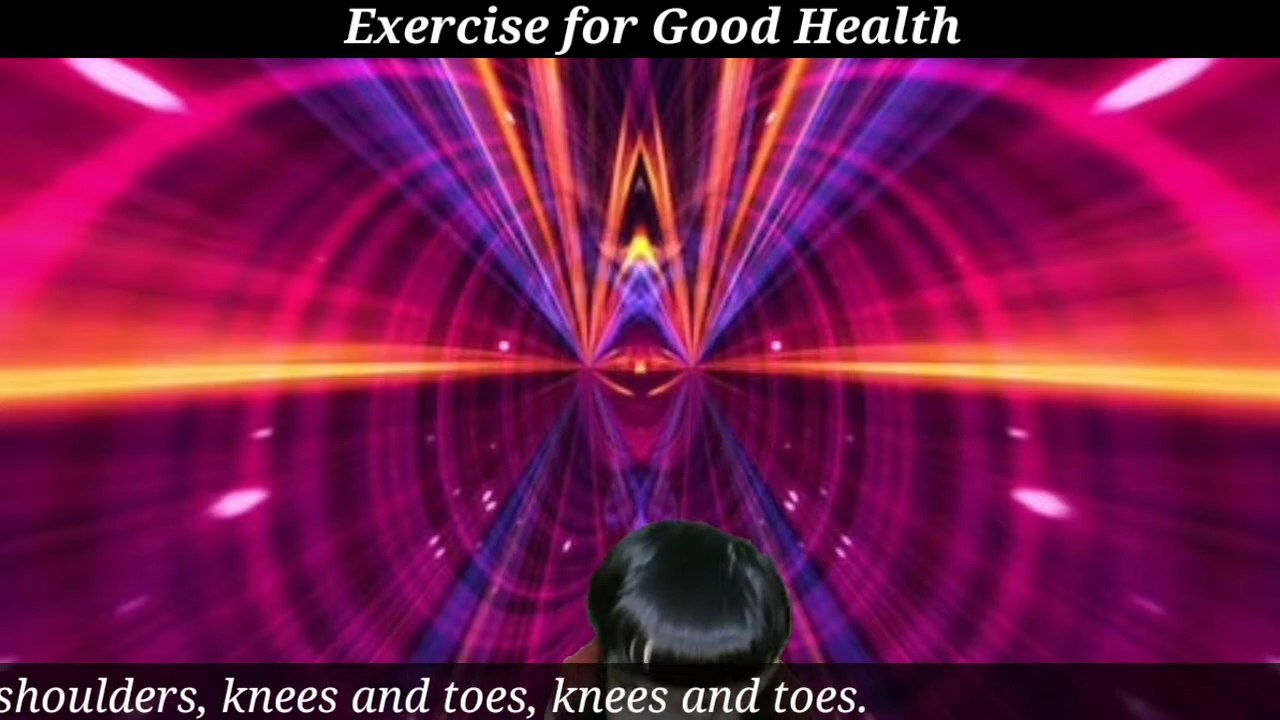 Exercise for Good Health
shoulders, knees and toes, knees and toes.